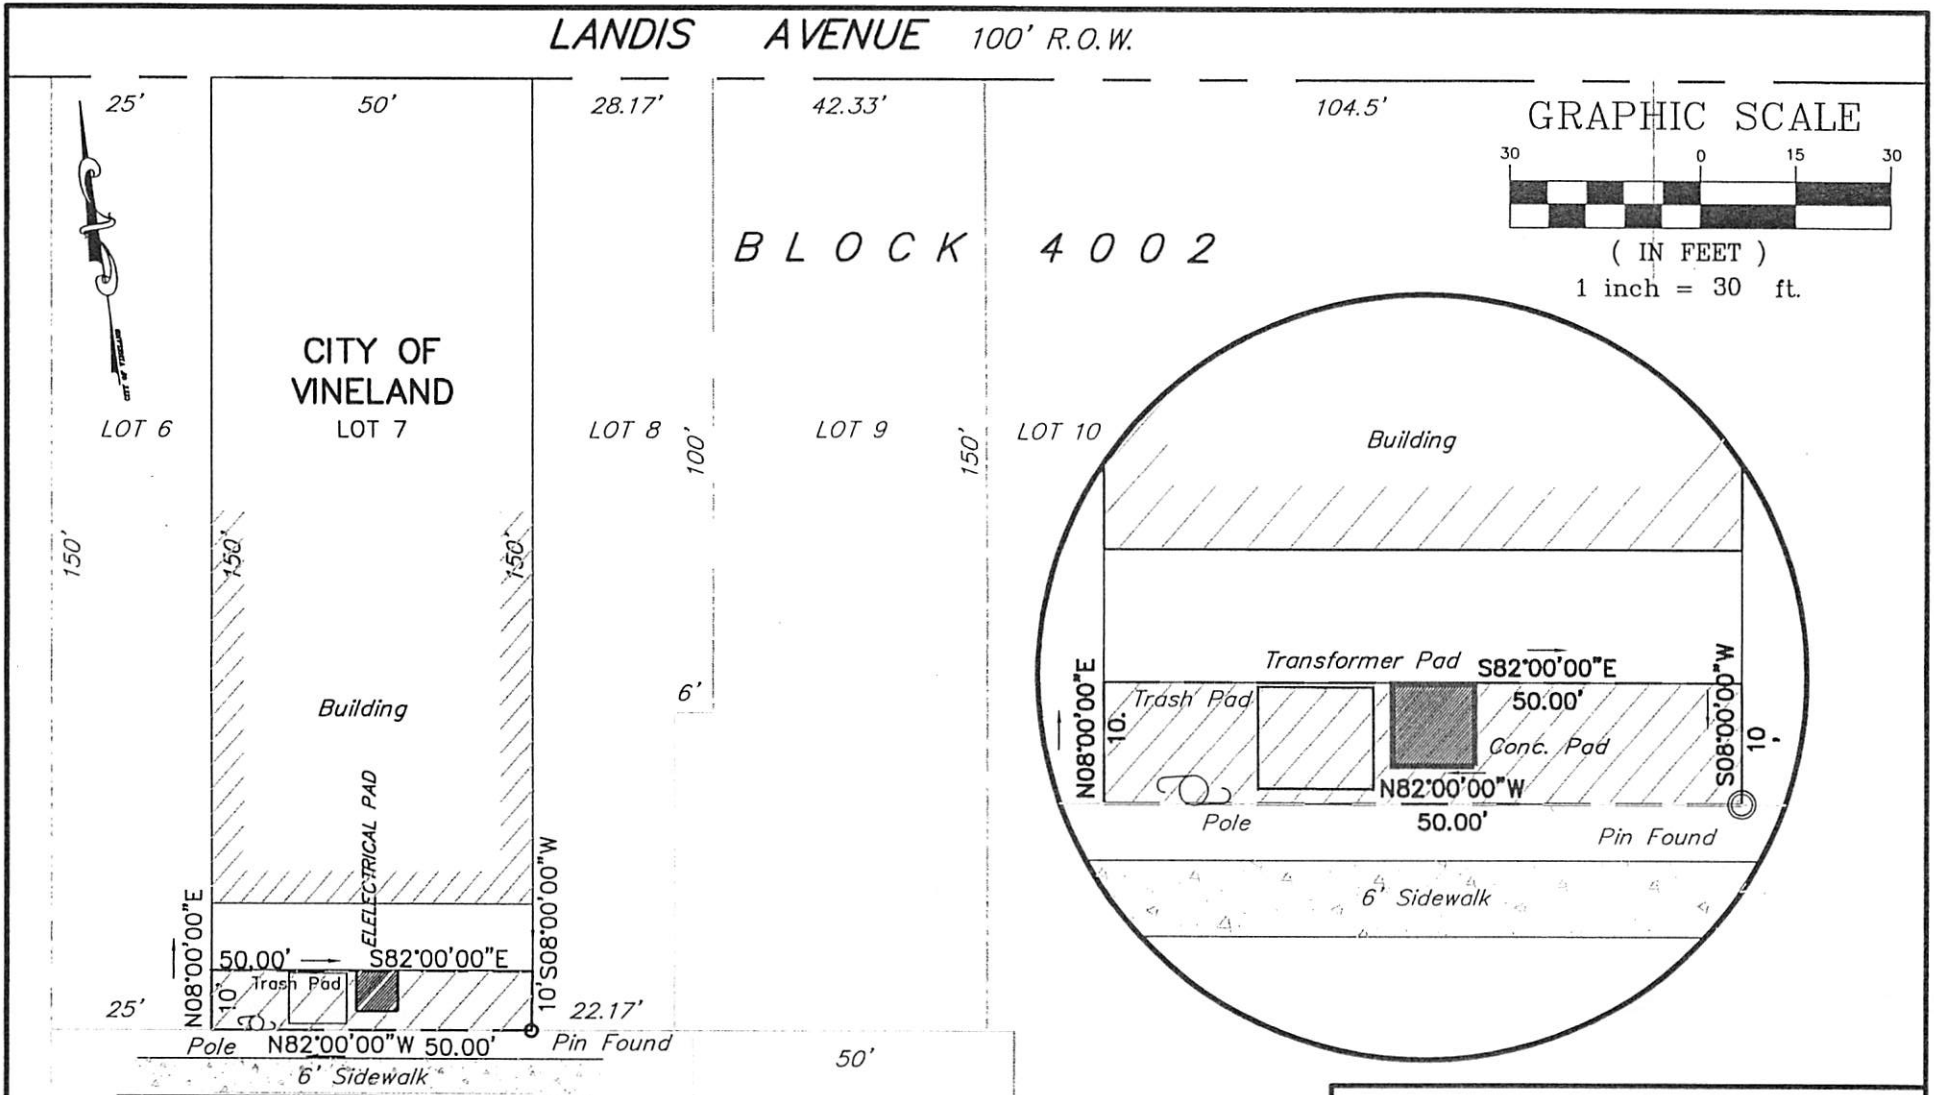 LANDIS AVENUE 100' R.O.W.
25'
50'
28.17'
42.33'
104.5'
GRAPHIC SCALE
30 0 15 30
( IN FEET )
1 inch = 30 ft.
BLOCK 4002
CITY OF VINELAND
CITY OF
VINELAND
LOT 6
LOT 7
LOT 8
LOT 9
LOT 10
100'
150'
150'
150'
150'
6'
Building
ELELECTRICAL PAD
N08°00'00"E
10'
50.00'
S82°00'00"E
Trash Pad
10' S08°00'00"W
25'
22.17'
Pole
N82°00'00"W 50.00'
Pin Found
50'
6' Sidewalk
Building
Transformer Pad
S82°00'00"E
50.00'
Trash Pad
Conc. Pad
N08°00'00"E
10.
S08°00'00"W
10'
N82°00'00"W
50.00'
Pole
Pin Found
6' Sidewalk